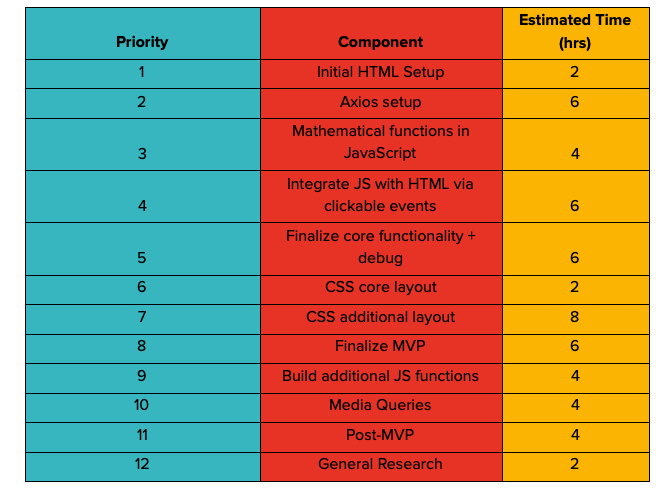 Priority Component Estimated Time (hrs)
1 Initial HTML Setup 2
2 Axios setup 6
3 Mathematical functions in JavaScript 4
4 Integrate JS with HTML via clickable events 6
5 Finalize core functionality + debug 6
6 CSS core layout 2
7 CSS additional layout 8
8 Finalize MVP 6
9 Build additional JS functions 4
10 Media Queries 4
11 Post-MVP 4
12 General Research 2